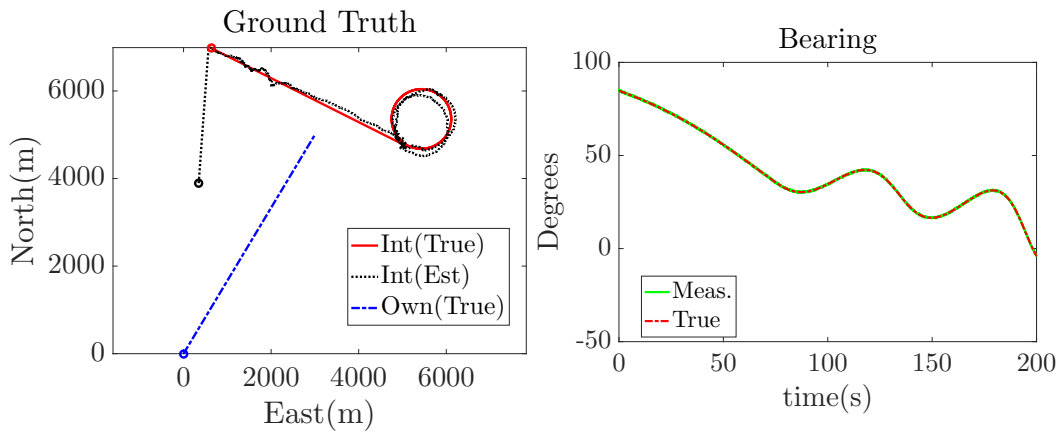 Ground Truth
North(m)
6000
4000
2000
0
Int(True)
Int(Est)
Own(True)
0 2000 4000 6000
East(m)
Bearing
Degrees
100
50
0
-50
Meas.
True
0 50 100 150 200
time(s)